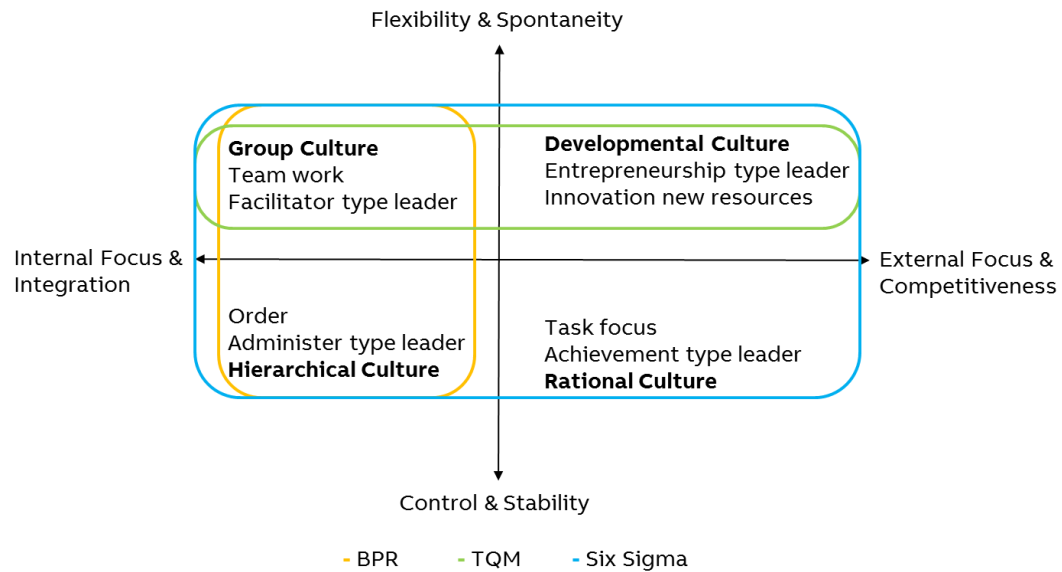 Flexibility & Spontaneity
Group Culture
Team work
Facilitator type leader
Developmental Culture
Entrepreneurship type leader
Innovation new resources
Internal Focus &
Integration
External Focus &
Competitiveness
Order
Administer type leader
Hierarchical Culture
Task focus
Achievement type leader
Rational Culture
Control & Stability
- BPR - TQM - Six Sigma